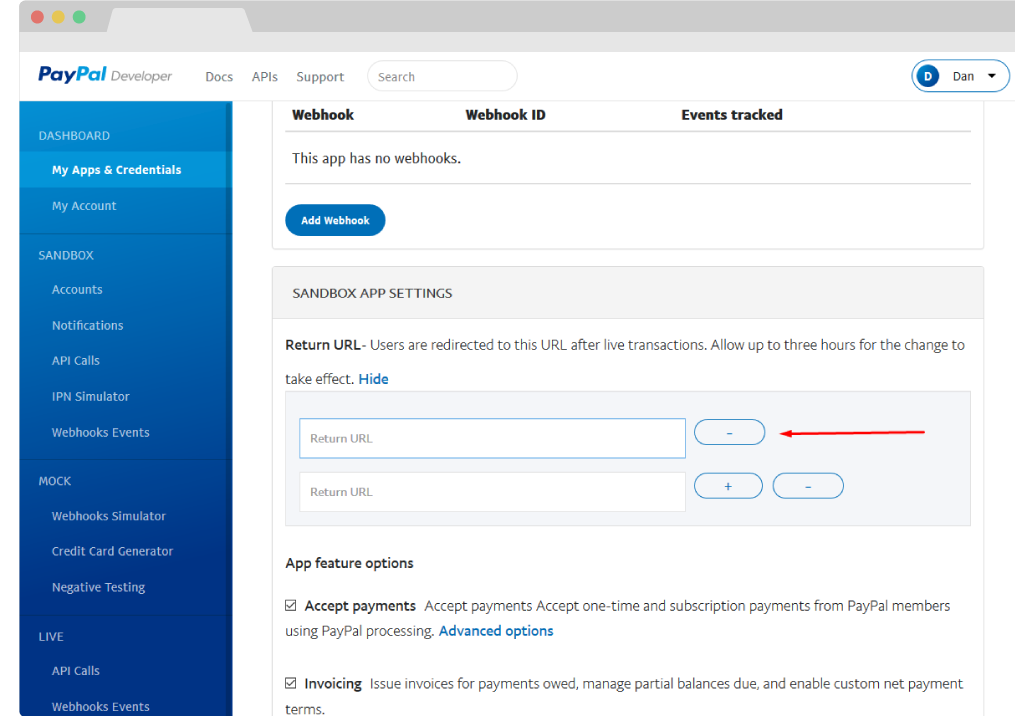 PayPal Developer Docs APIs Support Search D Dan
DASHBOARD
My Apps & Credentials
My Account
SANDBOX
Accounts
Notifications
API Calls
IPN Simulator
Webhooks Events
MOCK
Webhooks Simulator
Credit Card Generator
Negative Testing
LIVE
API Calls
Webhooks Events
Webhook Webhook ID Events tracked
This app has no webhooks.
Add Webhook
SANDBOX APP SETTINGS
Return URL- Users are redirected to this URL after live transactions. Allow up to three hours for the change to
take effect. Hide
Return URL -
Return URL + -
App feature options
Accept payments Accept payments Accept one-time and subscription payments from PayPal members
using PayPal processing. Advanced options
Invoicing Issue invoices for payments owed, manage partial balances due, and enable custom net payment
terms.